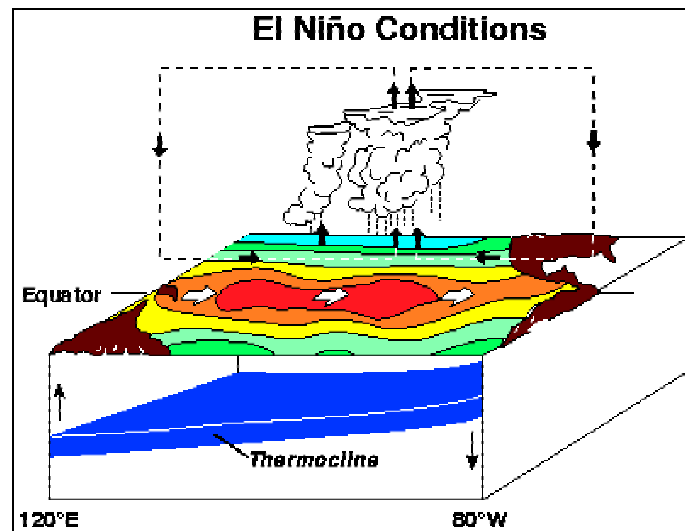 El Niño Conditions
Equator
Thermocline
120°E
80°W